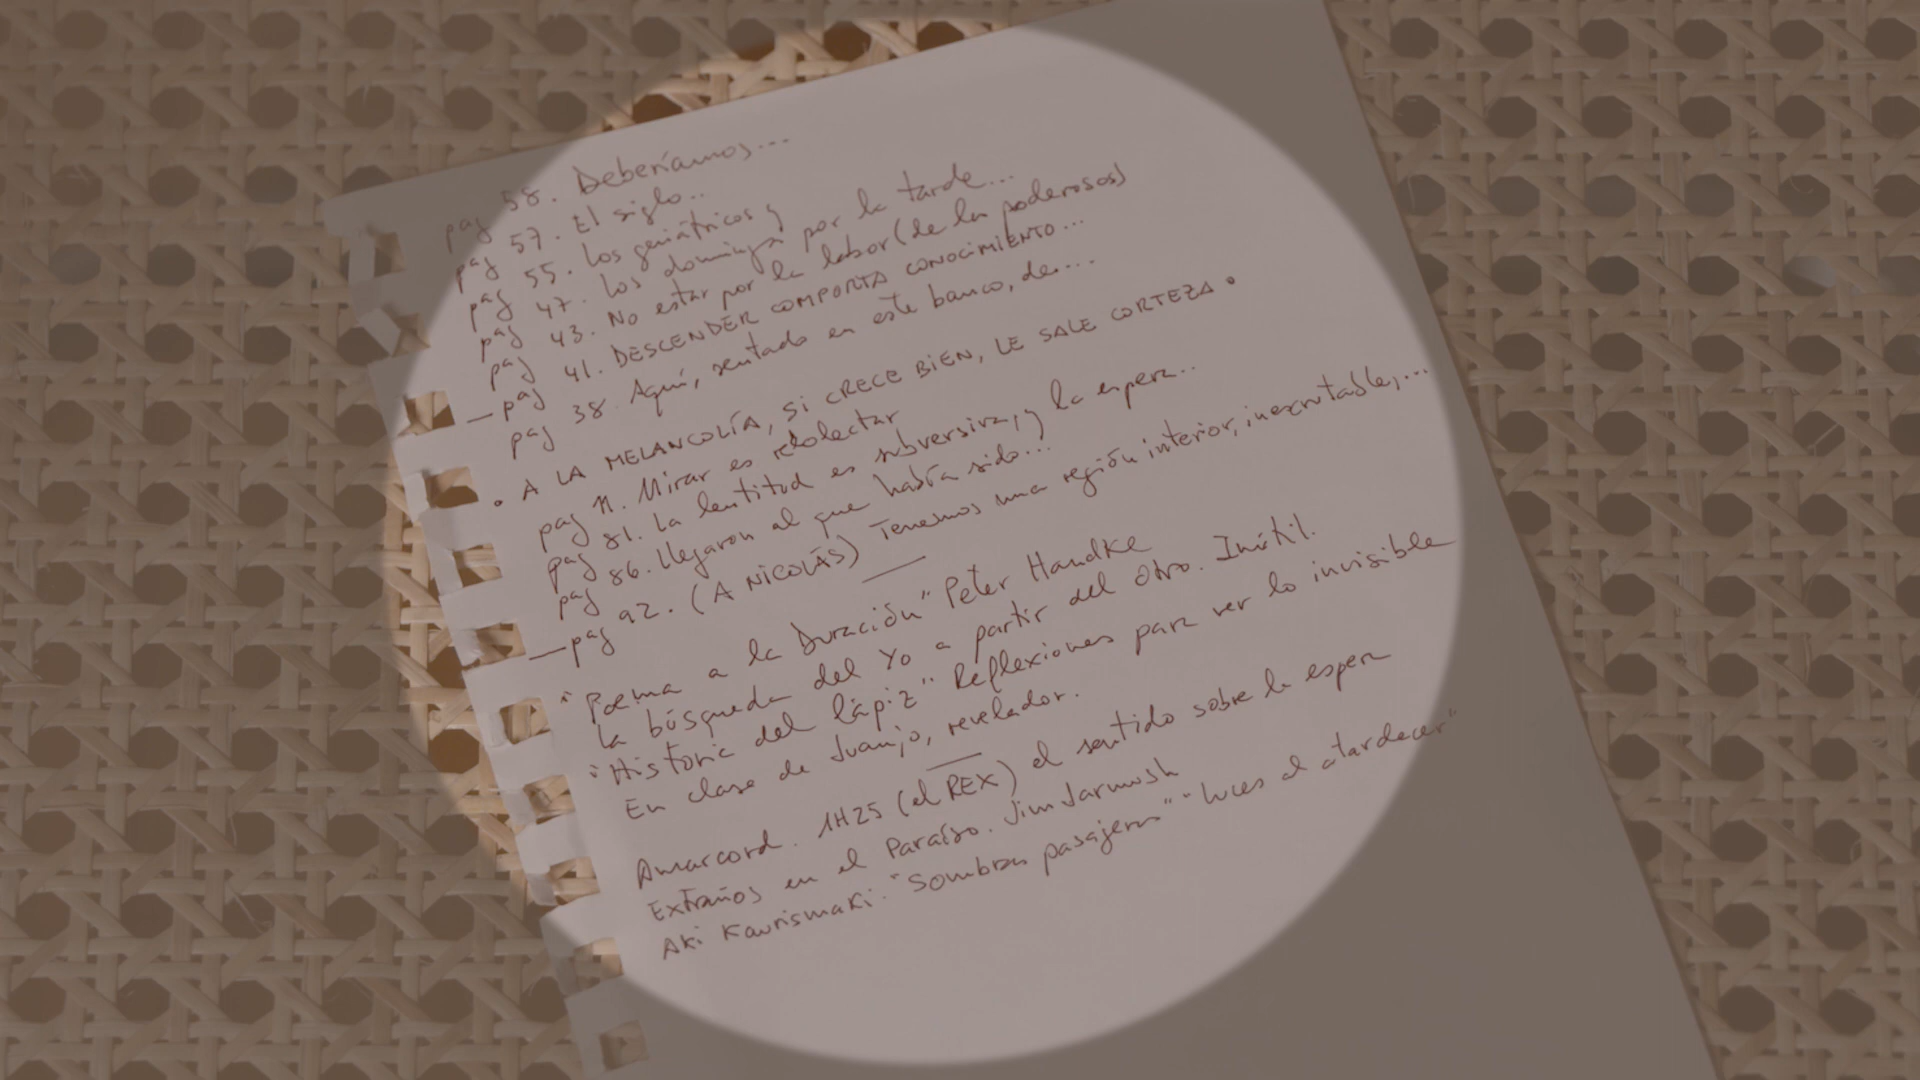 pag 58. Deberíamos...
pag 57. El siglo..
pag 55. Los geriátricos y
pag 47. Los domingos por la tarde...
pag 43. No estar por la labor (de los poderosos)
—pag 41. DESCENDER COMPORTA CONOCIMIENTO...
pag 38. Aquí, sentado en este banco, de...
• A LA MELANCOLÍA, SI CRECE BIEN, LE SALE CORTEZA •
pag 11. Mirar es
pag 81. La lentitud es subversiva, y la espera..
pag 86. Llegaron al que había sido...
—pag 92. (A NICOLÁS) Tenemos una región interior, inescrutable,...
"Poema a la Duración" Peter Handke
La búsqueda del Yo a partir del Otro. Inútil.
"Historia del lápiz" Reflexiones para ver lo invisible
En clase de Juanjo, revelador.
Amarcord. 1H25 (el REX) el sentido sobre la espera
Extraños en el Paraíso. Jim Jarmush
Aki Kaurismaki: "Sombras pasajeras" "Luces al atardecer"